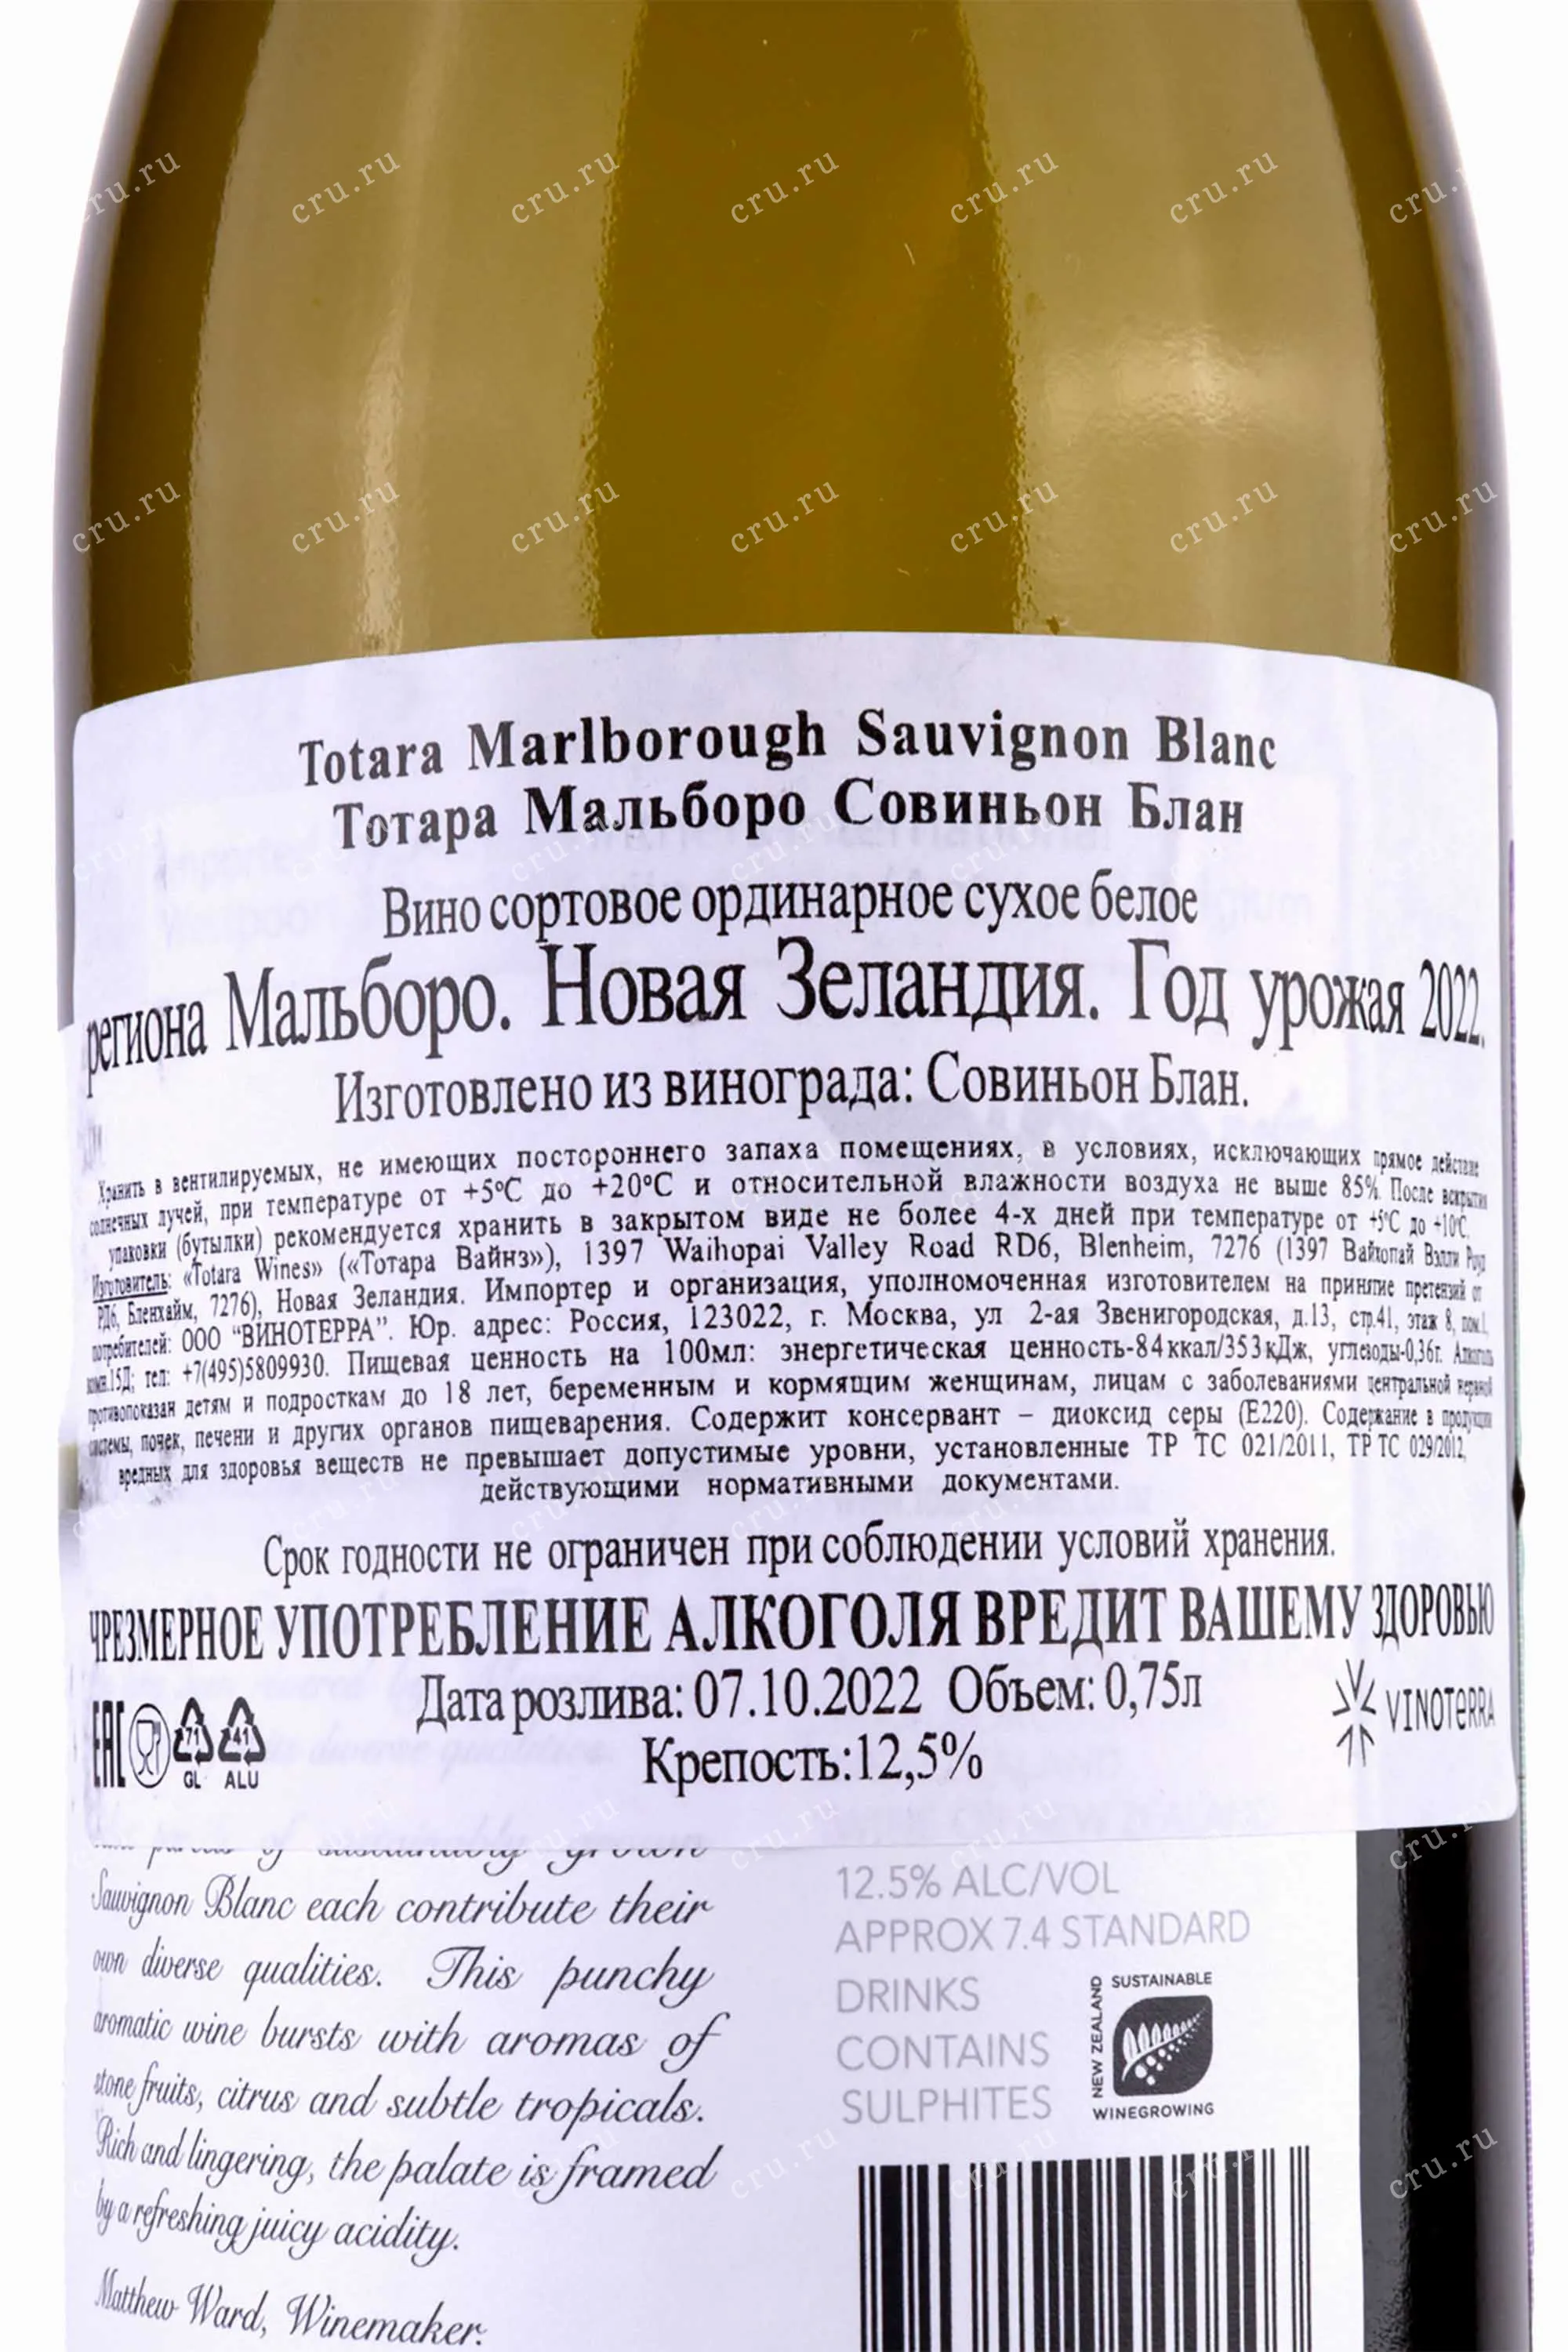 Totara Marlborough Sauvignon Blanc
Тотара Мальборо Совиньон Блан
Вино сортовое ординарное сухое белое
региона Мальборо. Новая Зеландия. Год урожая 2022.
Изготовлено из винограда: Совиньон Блан.
Хранить в вентилируемых, не имеющих постороннего запаха помещениях, в условиях, исключающих прямое действие
солнечных лучей, при температуре от +5°С до +20°С и относительной влажности воздуха не выше 85%. После вскрытия
упаковки (бутылки) рекомендуется хранить в закрытом виде не более 4-х дней при температуре от +5°С до +10°С.
Изготовитель: «Totara Wines» («Тотара Вайнз»), 1397 Waihopai Valley Road RD6, Blenheim, 7276 (1397 Вайхопай Вэлли Роуд
РД6, Бленхайм, 7276), Новая Зеландия. Импортер и организация, уполномоченная изготовителем на принятие претензий от
потребителей: ООО "ВИНОТЕРРА". Юр. адрес: Россия, 123022, г. Москва, ул 2-ая Звенигородская, д.13, стр.41, этаж 8, пом.I,
комн.15Д; тел: +7(495)5809930. Пищевая ценность на 100мл: энергетическая ценность-84ккал/353кДж, углеводы-0,36г. Алкоголь
противопоказан детям и подросткам до 18 лет, беременным и кормящим женщинам, лицам с заболеваниями центральной нервной
системы, почек, печени и других органов пищеварения. Содержит консервант – диоксид серы (Е220). Содержание в продукции
вредных для здоровья веществ не превышает допустимые уровни, установленные ТР ТС 021/2011, ТР ТС 029/2012,
действующими нормативными документами.
Срок годности не ограничен при соблюдении условий хранения.
ЧРЕЗМЕРНОЕ УПОТРЕБЛЕНИЕ АЛКОГОЛЯ ВРЕДИТ ВАШЕМУ ЗДОРОВЬЮ
Дата розлива: 07.10.2022 Объем: 0,75л
Крепость:12,5%
EAC
71
GL
41
ALU
VINOTeRRA
of sustainably grown
Sauvignon Blanc each contribute their
own diverse qualities. This punchy
aromatic wine bursts with aromas of
stone fruits, citrus and subtle tropicals.
Rich and lingering, the palate is framed
by a refreshing juicy acidity.
Matthew Ward, Winemaker.
12.5% ALC/VOL
APPROX 7.4 STANDARD
DRINKS
CONTAINS
SULPHITES
SUSTAINABLE
NEW ZEALAND
WINEGROWING
cru.ru